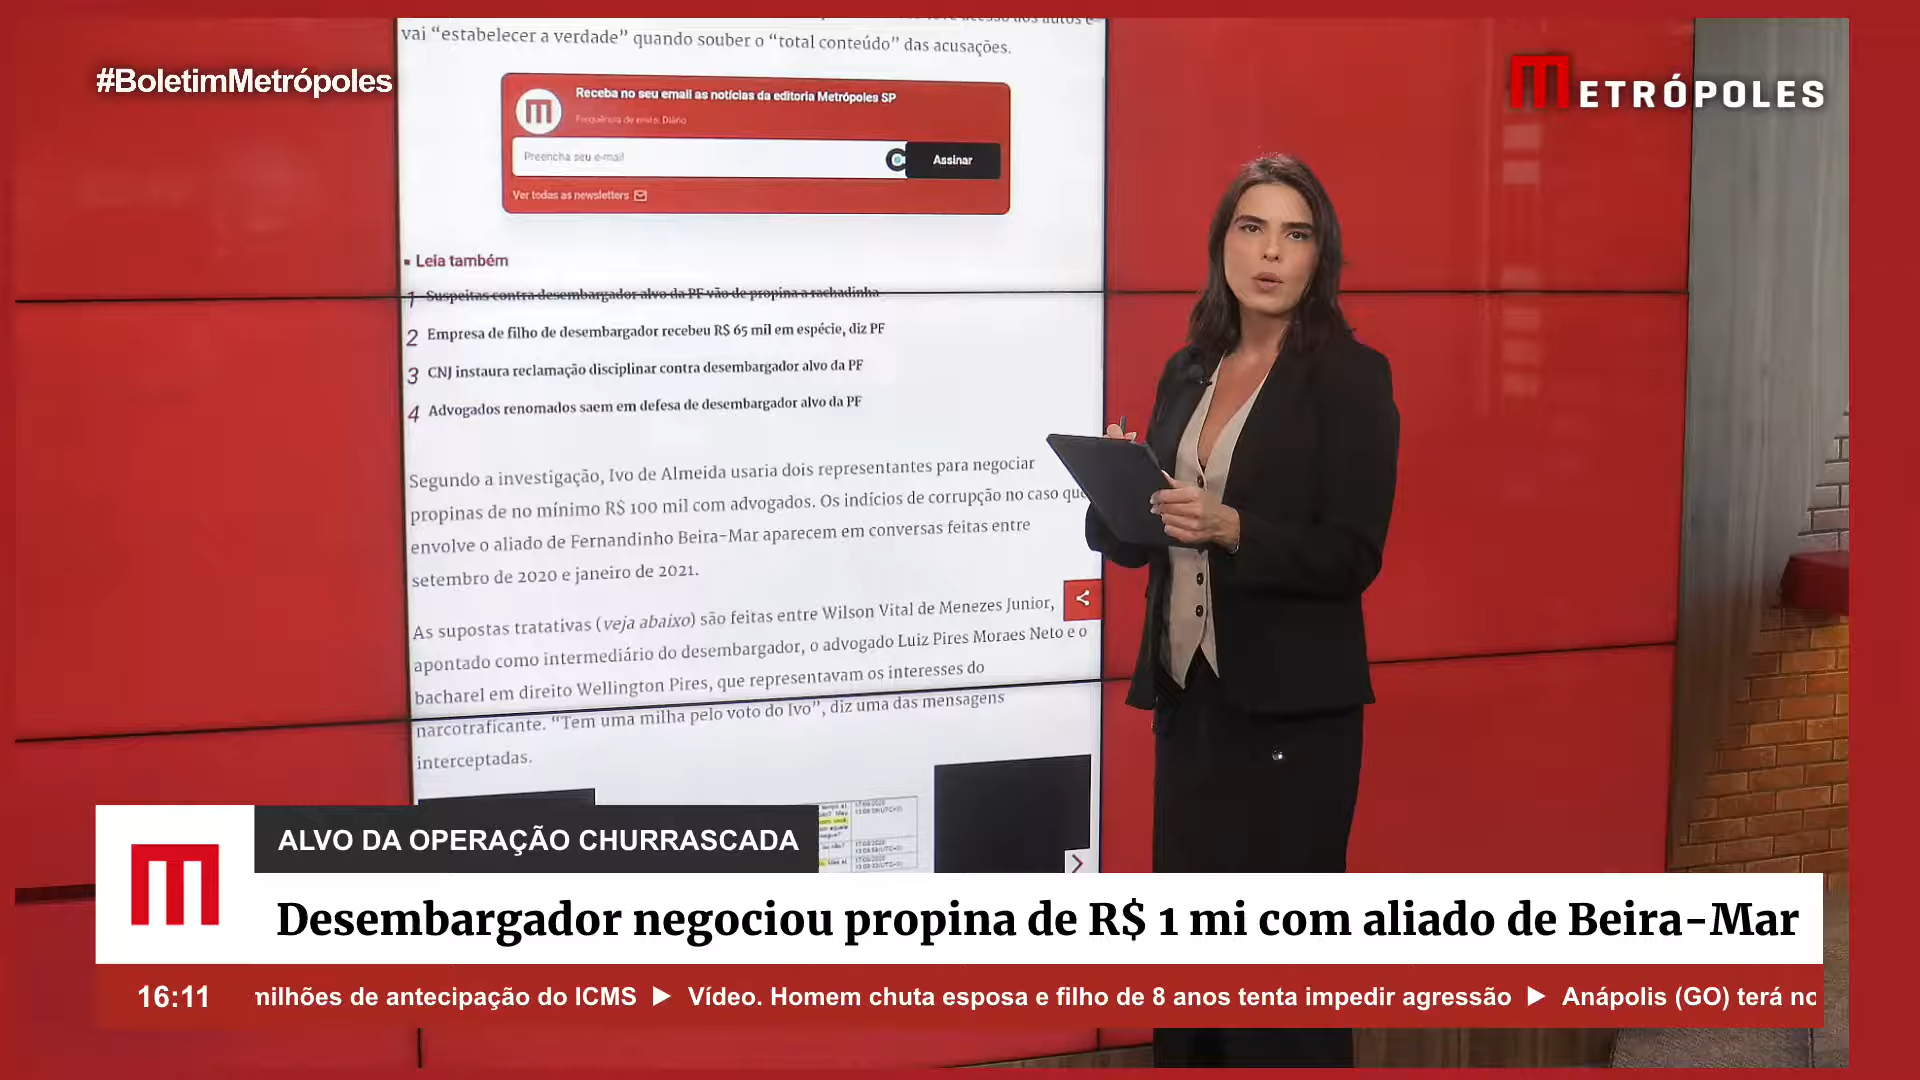 vai “estabelecer a verdade” quando souber o “total conteúdo” das acusações.
#BoletimMetrópoles
METRÓPOLES
Receba no seu email as notícias da editoria Metrópoles SP
Frequência de envio: Diário
Preencha seu e-mail
Assinar
Ver todas as newsletters
Leia também
1 Suspeitas contra desembargador alvo da PF vão de propina a rachadinha
2 Empresa de filho de desembargador recebeu R$ 65 mil em espécie, diz PF
3 CNJ instaura reclamação disciplinar contra desembargador alvo da PF
4 Advogados renomados saem em defesa de desembargador alvo da PF
Segundo a investigação, Ivo de Almeida usaria dois representantes para negociar
propinas de no mínimo R$ 100 mil com advogados. Os indícios de corrupção no caso que
envolve o aliado de Fernandinho Beira-Mar aparecem em conversas feitas entre
setembro de 2020 e janeiro de 2021.
As supostas tratativas (veja abaixo) são feitas entre Wilson Vital de Menezes Junior,
apontado como intermediário do desembargador, o advogado Luiz Pires Moraes Neto e o
bacharel em direito Wellington Pires, que representavam os interesses do
narcotraficante. “Tem uma milha pelo voto do Ivo”, diz uma das mensagens
interceptadas.
ALVO DA OPERAÇÃO CHURRASCADA
Desembargador negociou propina de R$ 1 mi com aliado de Beira-Mar
16:11
milhões de antecipação do ICMS ▶ Vídeo. Homem chuta esposa e filho de 8 anos tenta impedir agressão ▶ Anápolis (GO) terá no